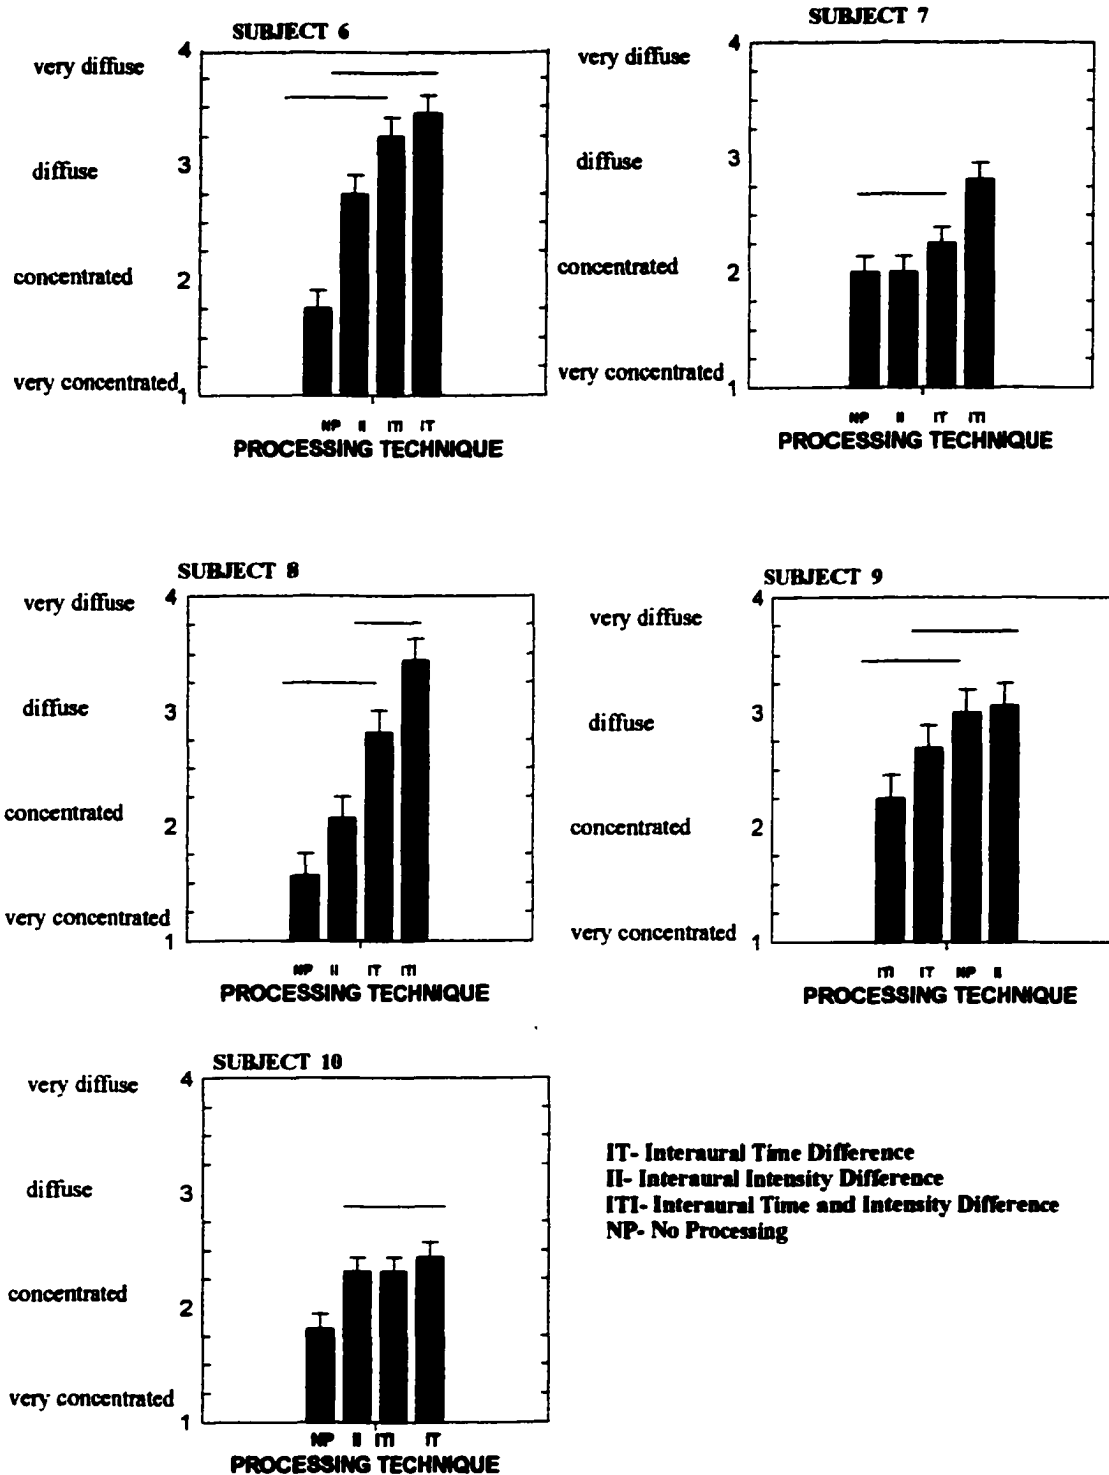 SUBJECT 6
4
very diffuse
3
diffuse
2
concentrated
very concentrated
1
NP II ITI IT
PROCESSING TECHNIQUE
SUBJECT 7
4
very diffuse
3
diffuse
concentrated
2
very concentrated
1
NP II IT ITI
PROCESSING TECHNIQUE
SUBJECT 8
4
very diffuse
diffuse
3
concentrated
2
very concentrated
1
NP II IT ITI
PROCESSING TECHNIQUE
SUBJECT 9
4
very diffuse
3
diffuse
concentrated
2
very concentrated
1
ITI IT NP II
PROCESSING TECHNIQUE
SUBJECT 10
4
very diffuse
diffuse
3
concentrated
2
very concentrated
1
NP II ITI IT
PROCESSING TECHNIQUE
IT- Interaural Time Difference
II- Interaural Intensity Difference
ITI- Interaural Time and Intensity Difference
NP- No Processing